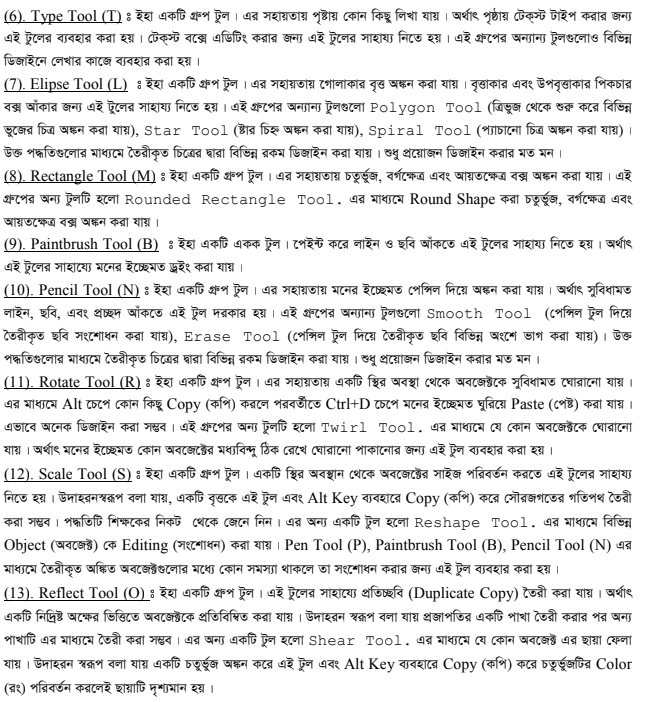 (6). Type Tool (T) ঃ ইহা একটি গ্রুপ টুল। এর সহায়তায় পৃষ্টায় কোন কিছু লিখা যায়। অর্থাৎ পৃষ্ঠায় টেক্স্ট টাইপ করার জন্য
এই টুলের ব্যবহার করা হয়। টেক্স্ট বক্সে এডিটিং করার জন্য এই টুলের সাহায্য নিতে হয়। এই গ্রুপের অন্যান্য টুলগুলোও বিভিন্ন
ডিজাইনে লেখার কাজে ব্যবহার করা হয়।
(7). Elipse Tool (L) ঃ ইহা একটি গ্রুপ টুল। এর সহায়তায় গোলাকার বৃত্ত অঙ্কন করা যায়। বৃত্তাকার এবং উপবৃত্তাকার পিকচার
বক্স আঁকার জন্য এই টুলের সাহায্য নিতে হয়। এই গ্রুপের অন্যান্য টুলগুলো Polygon Tool (ত্রিভুজ থেকে শুরু করে বিভিন্ন
ভুজের চিত্র অঙ্কন করা যায়), Star Tool (ষ্টার চিহ্ন অঙ্কন করা যায়), Spiral Tool (প্যাচানো চিত্র অঙ্কন করা যায়)।
উক্ত পদ্ধতিগুলোর মাধ্যমে তৈরীকৃত চিত্রের দ্বারা বিভিন্ন রকম ডিজাইন করা যায়। শুধু প্রয়োজন ডিজাইন করার মত মন।
(8). Rectangle Tool (M) ঃ ইহা একটি গ্রুপ টুল। এর সহায়তায় চতুর্ভুজ, বর্গক্ষেত্র এবং আয়তক্ষেত্র বক্স অঙ্কন করা যায়। এই
গ্রুপের অন্য টুলটি হলো Rounded Rectangle Tool. এর মাধ্যমে Round Shape করা চতুর্ভুজ, বর্গক্ষেত্র এবং
আয়তক্ষেত্র বক্স অঙ্কন করা যায়।
(9). Paintbrush Tool (B) ঃ ইহা একটি একক টুল। পেইন্ট করে লাইন ও ছবি আকঁতে এই টুলের সাহায্য নিতে হয়। অর্থাৎ
এই টুলের সাহায্যে মনের ইচ্ছেমত ড্রইং করা যায়।
(10). Pencil Tool (N) ঃ ইহা একটি গ্রুপ টুল। এর সহায়তায় মনের ইচ্ছেমত পেন্সিল দিয়ে অঙ্কন করা যায়। অর্থাৎ সুবিধামত
লাইন, ছবি, এবং প্রচ্ছদ আঁকতে এই টুল দরকার হয়। এই গ্রুপের অন্যান্য টুলগুলো Smooth Tool (পেন্সিল টুল দিয়ে
তৈরীকৃত ছবি সংশোধন করা যায়), Erase Tool (পেন্সিল টুল দিয়ে তৈরীকৃত ছবি বিভিন্ন অংশে ভাগ করা যায়)। উক্ত
পদ্ধতিগুলোর মাধ্যমে তৈরীকৃত চিত্রের দ্বারা বিভিন্ন রকম ডিজাইন করা যায়। শুধু প্রয়োজন ডিজাইন করার মত মন।
(11). Rotate Tool (R) ঃ ইহা একটি গ্রুপ টুল। এর সহায়তায় একটি স্থির অবস্থা থেকে অবজেক্টকে সুবিধামত ঘোরানো যায়।
এর মাধ্যমে Alt চেপে কোন কিছু Copy (কপি) করলে পরবর্তীতে Ctrl+D চেপে মনের ইচ্ছেমত ঘুরিয়ে Paste (পেষ্ট) করা যায়।
এভাবে অনেক ডিজাইন করা সম্ভব। এই গ্রুপের অন্য টুলটি হলো Twirl Tool. এর মাধ্যমে যে কোন অবজেক্টকে ঘোরানো
যায়। অর্থাৎ মনের ইচ্ছেমত কোন অবজেক্টের মধ্যবিন্দু ঠিক রেখে ঘোরানো পাকানোর জন্য এই টুল ব্যবহার করা হয়।
(12). Scale Tool (S) ঃ ইহা একটি গ্রুপ টুল। একটি স্থির অবস্থান থেকে অবজেক্টের সাইজ পরিবর্তন করতে এই টুলের সাহায্য
নিতে হয়। উদাহরনস্বরূপ বলা যায়, একটি বৃত্তকে এই টুল এবং Alt Key ব্যবহারে Copy (কপি) করে সৌরজগতের গতিপথ তৈরী
করা সম্ভব। পদ্ধতিটি শিক্ষকের নিকট থেকে জেনে নিন। এর অন্য একটি টুল হলো Reshape Tool. এর মাধ্যমে বিভিন্ন
Object (অবজেক্ট) কে Editing (সংশোধন) করা যায়। Pen Tool (P), Paintbrush Tool (B), Pencil Tool (N) এর
মাধ্যমে তৈরীকৃত অঙ্কিত অবজেক্টগুলোর মধ্যে কোন সমস্যা থাকলে তা সংশোধন করার জন্য এই টুল ব্যবহার করা হয়।
(13). Reflect Tool (O) ঃ ইহা একটি গ্রুপ টুল। এই টুলের সাহায্যে প্রতিচ্ছবি (Duplicate Copy) তৈরী করা যায়। অর্থাৎ
একটি নিদ্রিষ্ট অক্ষের ভিত্তিতে অবজেক্টকে প্রতিবিম্বিত করা যায়। উদাহরন স্বরূপ বলা যায় প্রজাপতির একটি পাখা তৈরী করার পর অন্য
পাখাটি এর মাধ্যমে তৈরী করা সম্ভব। এর অন্য একটি টুল হলো Shear Tool. এর মাধ্যমে যে কোন অবজেক্ট এর ছায়া ফেলা
যায়। উদাহরন স্বরূপ বলা যায় একটি চতুর্ভুজ অঙ্কন করে এই টুল এবং Alt Key ব্যবহারে Copy (কপি) করে চতুর্ভুজটির Color
(রং) পরিবর্তন করলেই ছায়াটি দৃশ্যমান হয়।